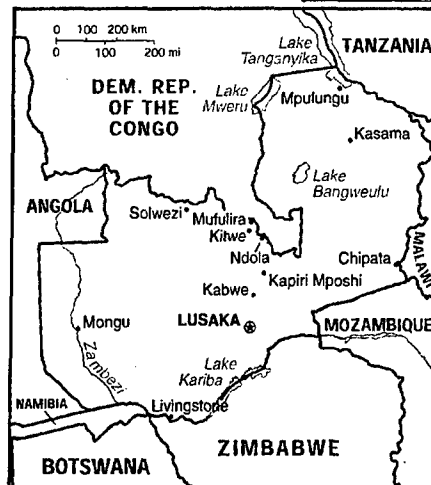 0 100 200 km
0 100 200 mi
Lake
Tanganyika
TANZANIA
DEM. REP.
OF THE
CONGO
Lake
Mweru
Mpulungu
Kasama
Lake
Bangweulu
ANGOLA
Solwezi
Mufulira
Kitwe
Ndola
Chipata
MALAWI
Kapiri Mposhi
Kabwe
LUSAKA
Mongu
MOZAMBIQUE
Zambezi
Lake
Kariba
NAMIBIA
Livingstone
ZIMBABWE
BOTSWANA